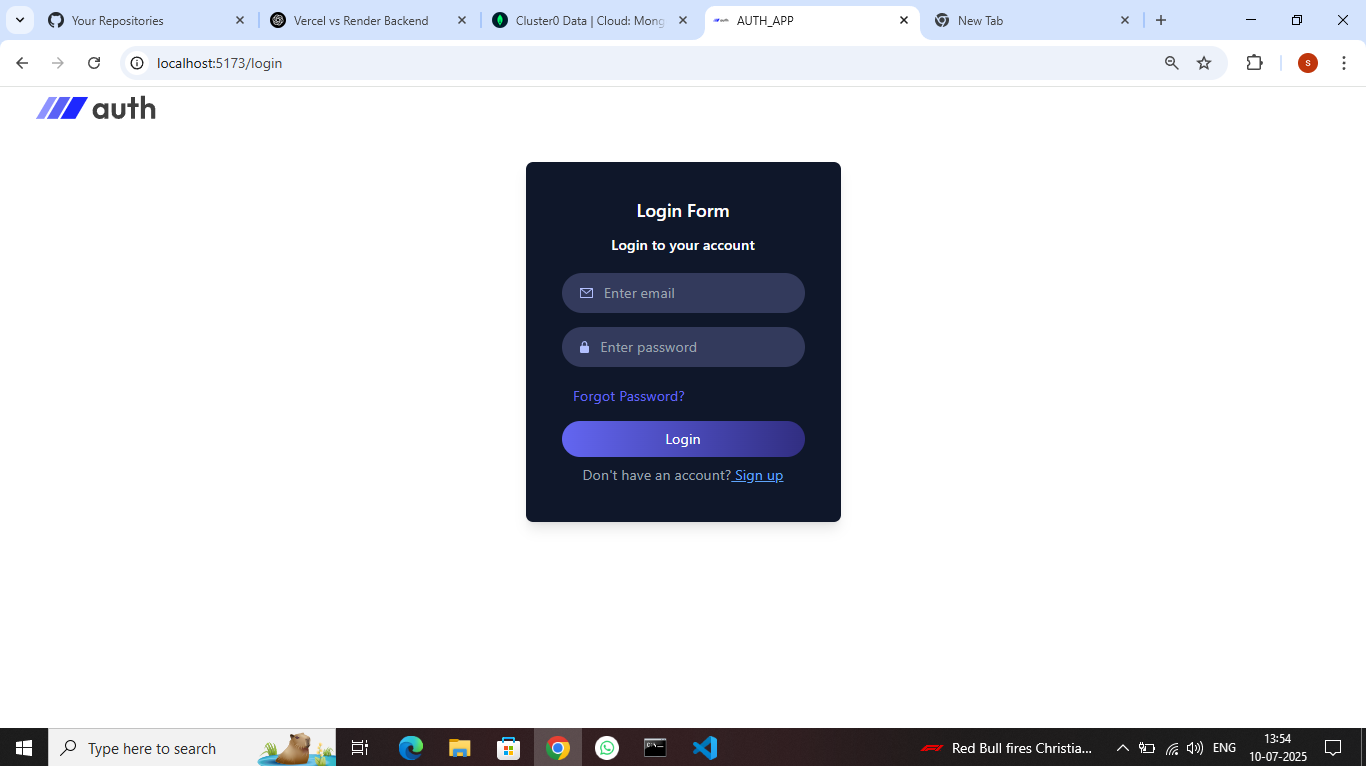 Your Repositories
Vercel vs Render Backend
Cluster0 Data | Cloud: Mong
AUTH_APP
New Tab
localhost:5173/login
s
auth
Login Form
Login to your account
Enter email
Enter password
Forgot Password?
Login
Don't have an account? Sign up
Type here to search
Red Bull fires Christia...
ENG
13:54
10-07-2025